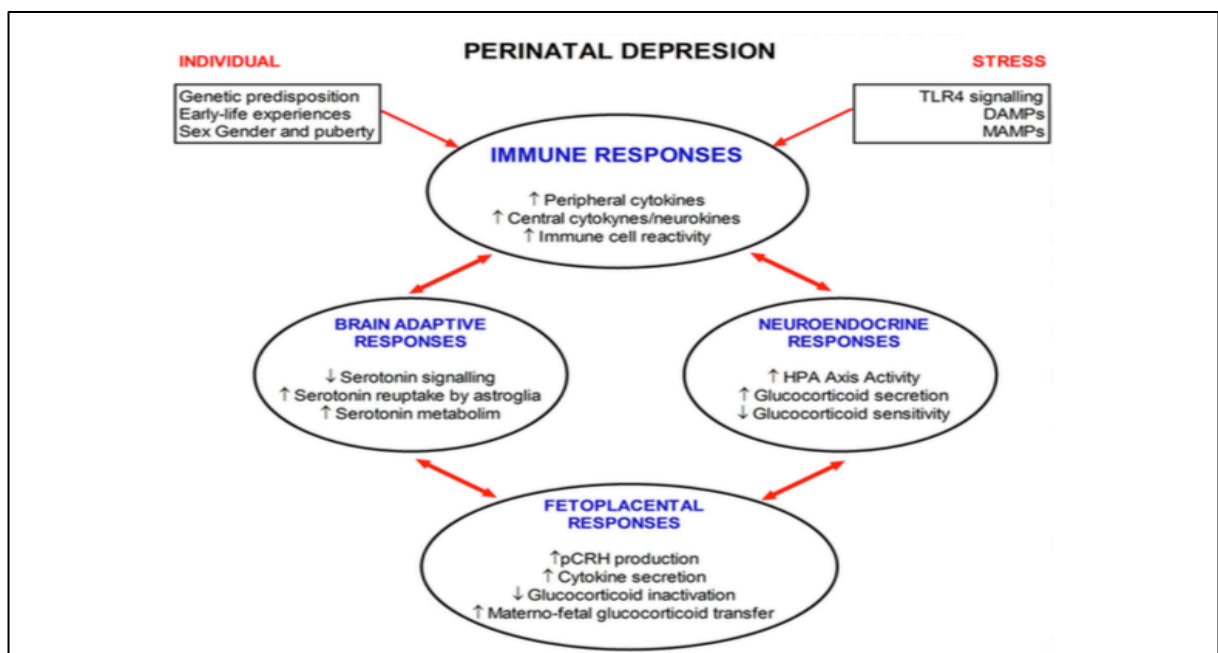 PERINATAL DEPRESION
INDIVIDUAL
STRESS
Genetic predisposition
Early-life experiences
Sex Gender and puberty
TLR4 signalling
DAMPs
MAMPs
IMMUNE RESPONSES
↑ Peripheral cytokines
↑ Central cytokynes/neurokines
↑ Immune cell reactivity
BRAIN ADAPTIVE
RESPONSES
↓ Serotonin signalling
↑ Serotonin reuptake by astroglia
↑ Serotonin metabolim
NEUROENDOCRINE
RESPONSES
↑ HPA Axis Activity
↑ Glucocorticoid secretion
↓ Glucocorticoid sensitivity
FETOPLACENTAL
RESPONSES
↑pCRH production
↑ Cytokine secretion
↓ Glucocorticoid inactivation
↑ Materno-fetal glucocorticoid transfer